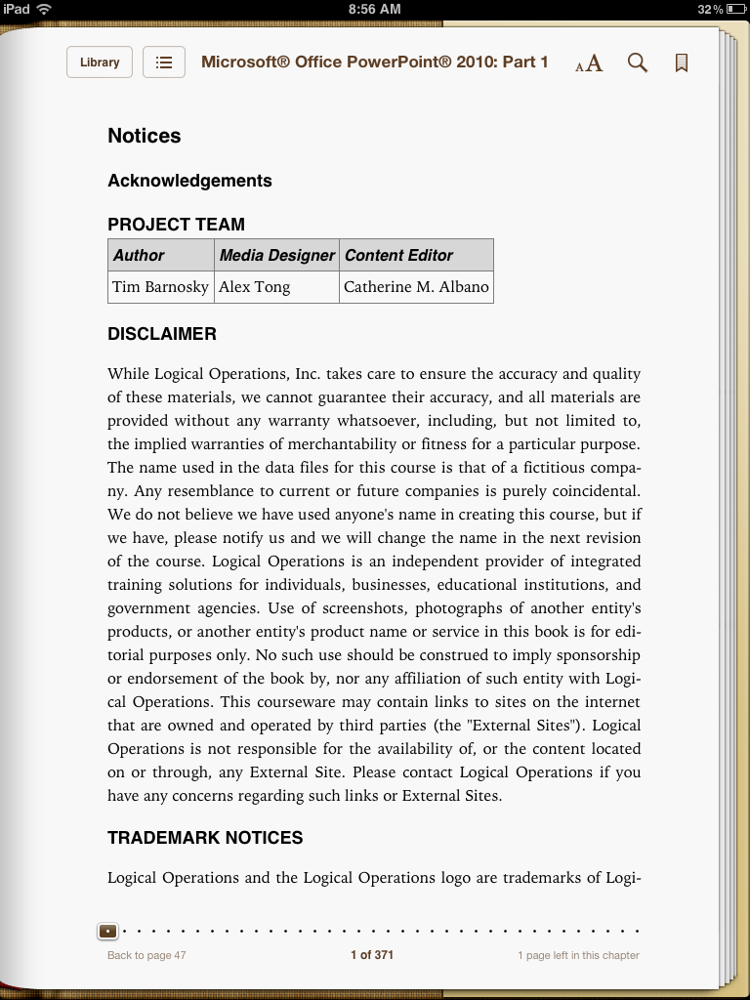 iPad 8:56 AM 32%
Library Microsoft® Office PowerPoint® 2010: Part 1 AA
Notices
Acknowledgements
PROJECT TEAM
Author Media Designer Content Editor
Tim Barnosky Alex Tong Catherine M. Albano
DISCLAIMER
While Logical Operations, Inc. takes care to ensure the accuracy and quality
of these materials, we cannot guarantee their accuracy, and all materials are
provided without any warranty whatsoever, including, but not limited to,
the implied warranties of merchantability or fitness for a particular purpose.
The name used in the data files for this course is that of a fictitious compa-
ny. Any resemblance to current or future companies is purely coincidental.
We do not believe we have used anyone's name in creating this course, but if
we have, please notify us and we will change the name in the next revision
of the course. Logical Operations is an independent provider of integrated
training solutions for individuals, businesses, educational institutions, and
government agencies. Use of screenshots, photographs of another entity's
products, or another entity's product name or service in this book is for edi-
torial purposes only. No such use should be construed to imply sponsorship
or endorsement of the book by, nor any affiliation of such entity with Logi-
cal Operations. This courseware may contain links to sites on the internet
that are owned and operated by third parties (the "External Sites"). Logical
Operations is not responsible for the availability of, or the content located
on or through, any External Site. Please contact Logical Operations if you
have any concerns regarding such links or External Sites.
TRADEMARK NOTICES
Logical Operations and the Logical Operations logo are trademarks of Logi-
Back to page 47 1 of 371 1 page left in this chapter